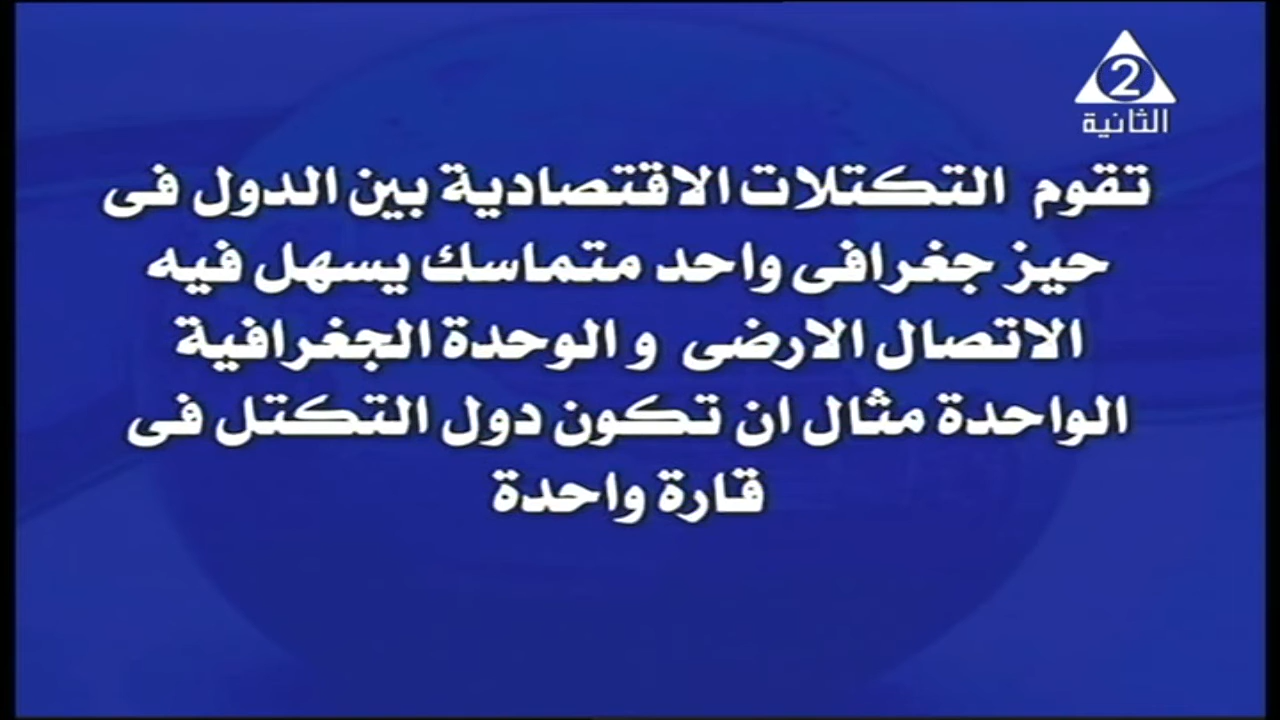 2
الثانية
تقوم التكتلات الاقتصادية بين الدول فى
حيز جغرافى واحد متماسك يسهل فيه
الاتصال الارضى و الوحدة الجغرافية
الواحدة مثال ان تكون دول التكتل فى
قارة واحدة